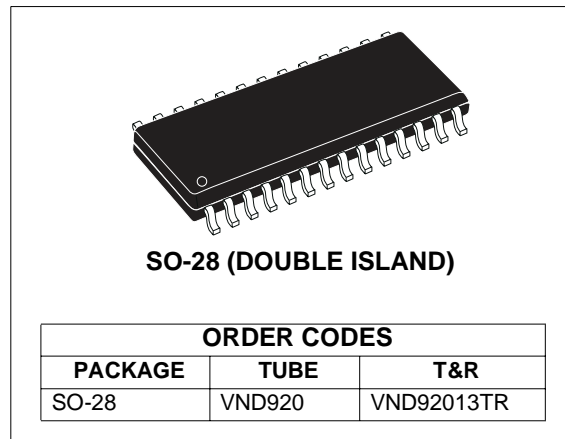 SO-28 (DOUBLE ISLAND)
ORDER CODES
PACKAGE TUBE T&R
SO-28 VND920 VND92013TR